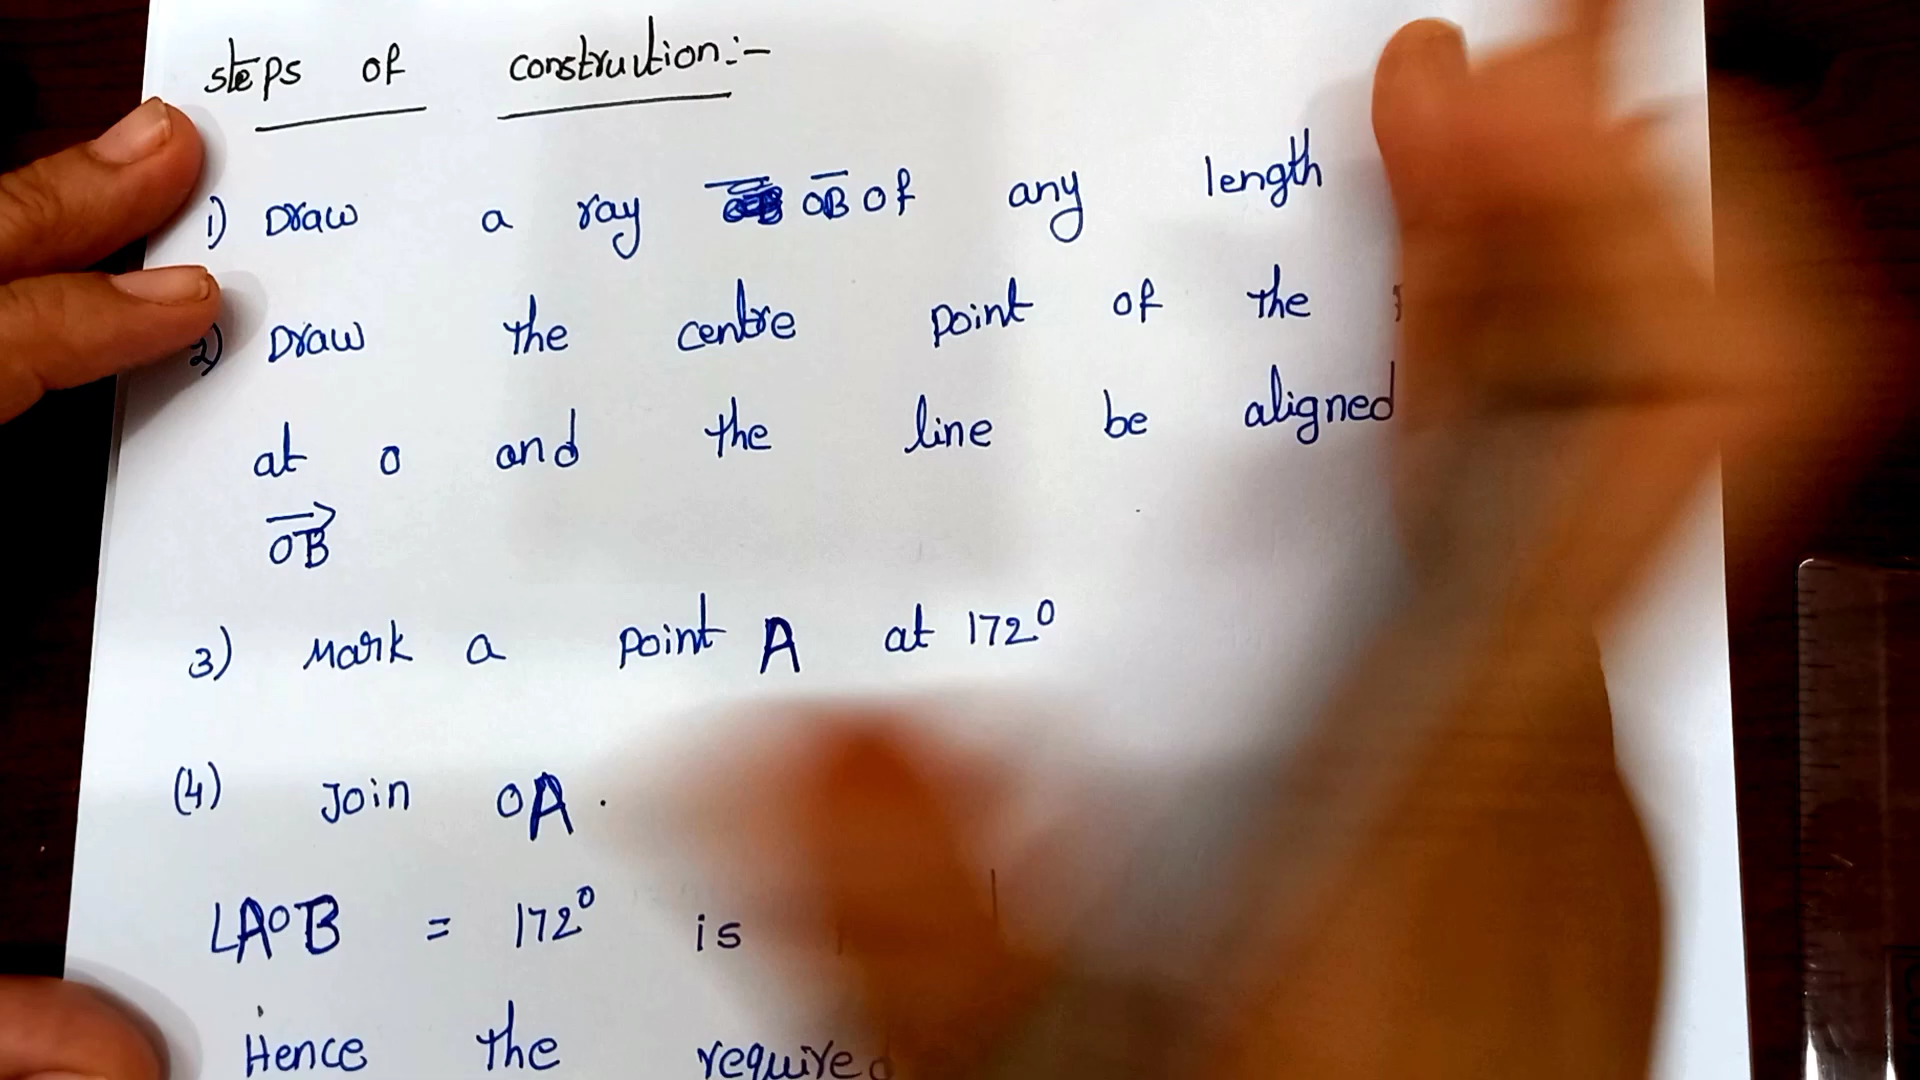 steps of construction:-
1) Draw a ray OB of any length
2) Draw the centre point of the
at O and the line be aligned
OB
3) Mark a point A at 172°
(4) Join OA.
∠AOB = 172° is
Hence the required